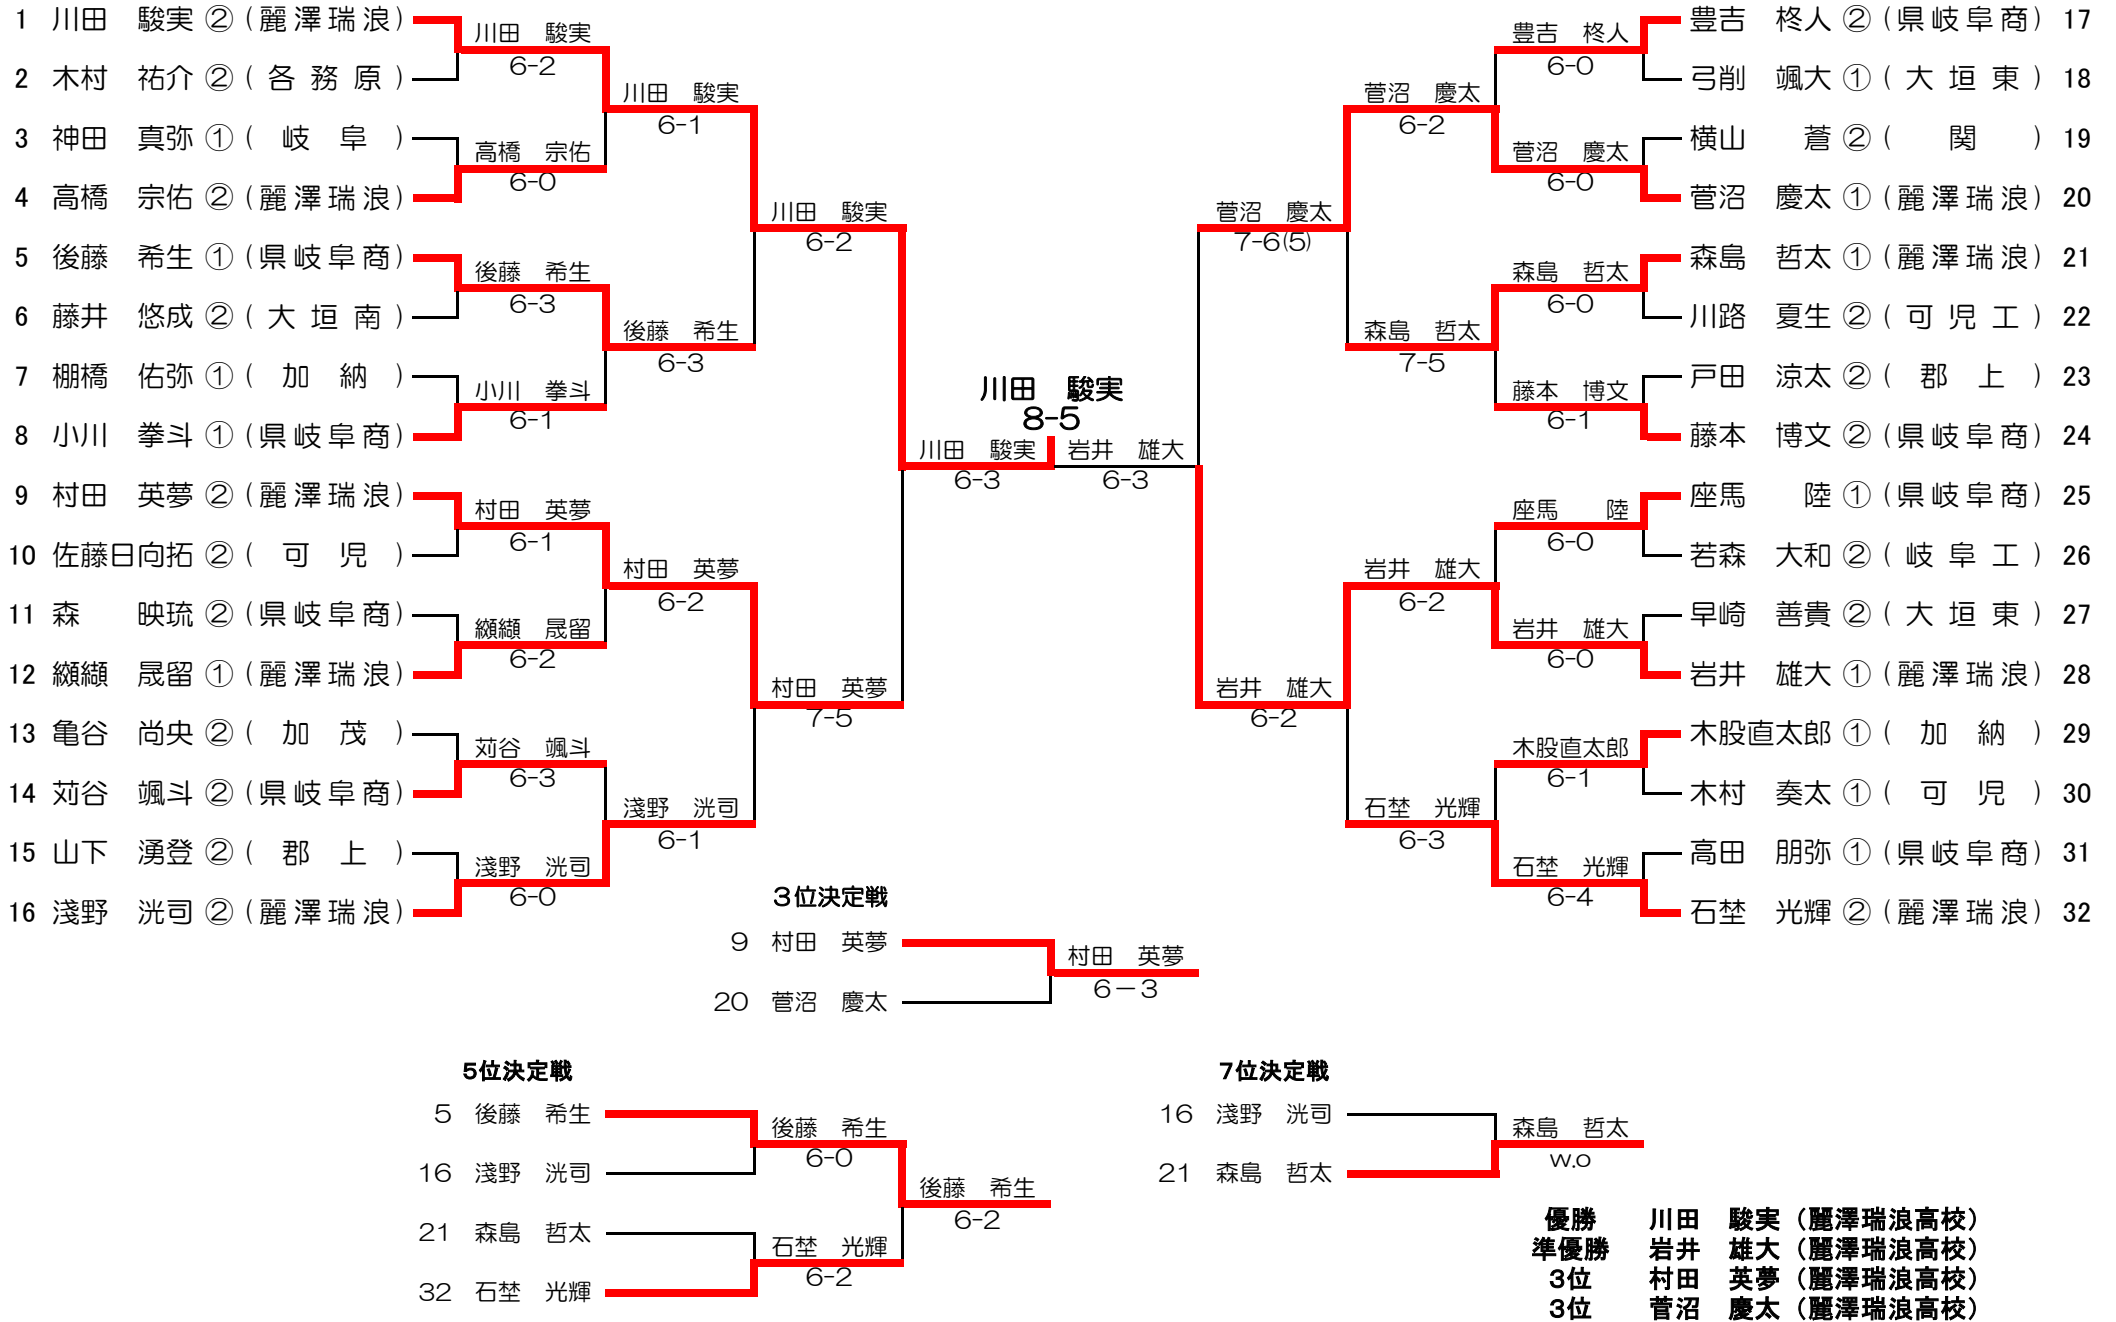 1 川田　駿実 ② (麗澤瑞浪)
2 木村　祐介 ② (各務原)
3 神田　真弥 ① (岐　阜)
4 高橋　宗佑 ② (麗澤瑞浪)
5 後藤　希生 ① (県岐阜商)
6 藤井　悠成 ② (大垣南)
7 棚橋　佑弥 ① (加　納)
8 小川　拳斗 ① (県岐阜商)
9 村田　英夢 ② (麗澤瑞浪)
10 佐藤日向拓 ② (可　児)
11 森　　映琉 ② (県岐阜商)
12 纐纈　晟留 ① (麗澤瑞浪)
13 亀谷　尚央 ② (加　茂)
14 苅谷　颯斗 ② (県岐阜商)
15 山下　湧登 ② (郡　上)
16 淺野　洸司 ② (麗澤瑞浪)
川田　駿実
6-2
高橋　宗佑
6-0
後藤　希生
6-3
小川　拳斗
6-1
村田　英夢
6-1
纐纈　晟留
6-2
苅谷　颯斗
6-3
淺野　洸司
6-0
川田　駿実
6-1
後藤　希生
6-3
村田　英夢
6-2
淺野　洸司
6-1
川田　駿実
6-2
村田　英夢
7-5
川田　駿実
6-3
川田　駿実
8-5
岩井　雄大
6-3
菅沼　慶太
7-6(5)
岩井　雄大
6-2
菅沼　慶太
6-2
森島　哲太
7-5
岩井　雄大
6-2
石埜　光輝
6-3
豊吉　柊人
6-0
菅沼　慶太
6-0
森島　哲太
6-0
藤本　博文
6-1
座馬　　陸
6-0
岩井　雄大
6-0
木股直太郎
6-1
石埜　光輝
6-4
豊吉　柊人 ② (県岐阜商) 17
弓削　颯大 ① (大垣東) 18
横山　　蒼 ② (関) 19
菅沼　慶太 ① (麗澤瑞浪) 20
森島　哲太 ① (麗澤瑞浪) 21
川路　夏生 ② (可児工) 22
戸田　涼太 ② (郡　上) 23
藤本　博文 ② (県岐阜商) 24
座馬　　陸 ① (県岐阜商) 25
若森　大和 ② (岐阜工) 26
早崎　善貴 ② (大垣東) 27
岩井　雄大 ① (麗澤瑞浪) 28
木股直太郎 ① (加　納) 29
木村　奏太 ① (可　児) 30
高田　朋弥 ① (県岐阜商) 31
石埜　光輝 ② (麗澤瑞浪) 32
3位決定戦
9 村田　英夢
20 菅沼　慶太
村田　英夢
6－3
5位決定戦
5 後藤　希生
16 淺野　洸司
21 森島　哲太
32 石埜　光輝
後藤　希生
6-0
石埜　光輝
6-2
後藤　希生
6-2
7位決定戦
16 淺野　洸司
21 森島　哲太
森島　哲太
w.o
優勝　川田　駿実（麗澤瑞浪高校）
準優勝　岩井　雄大（麗澤瑞浪高校）
3位　村田　英夢（麗澤瑞浪高校）
3位　菅沼　慶太（麗澤瑞浪高校）